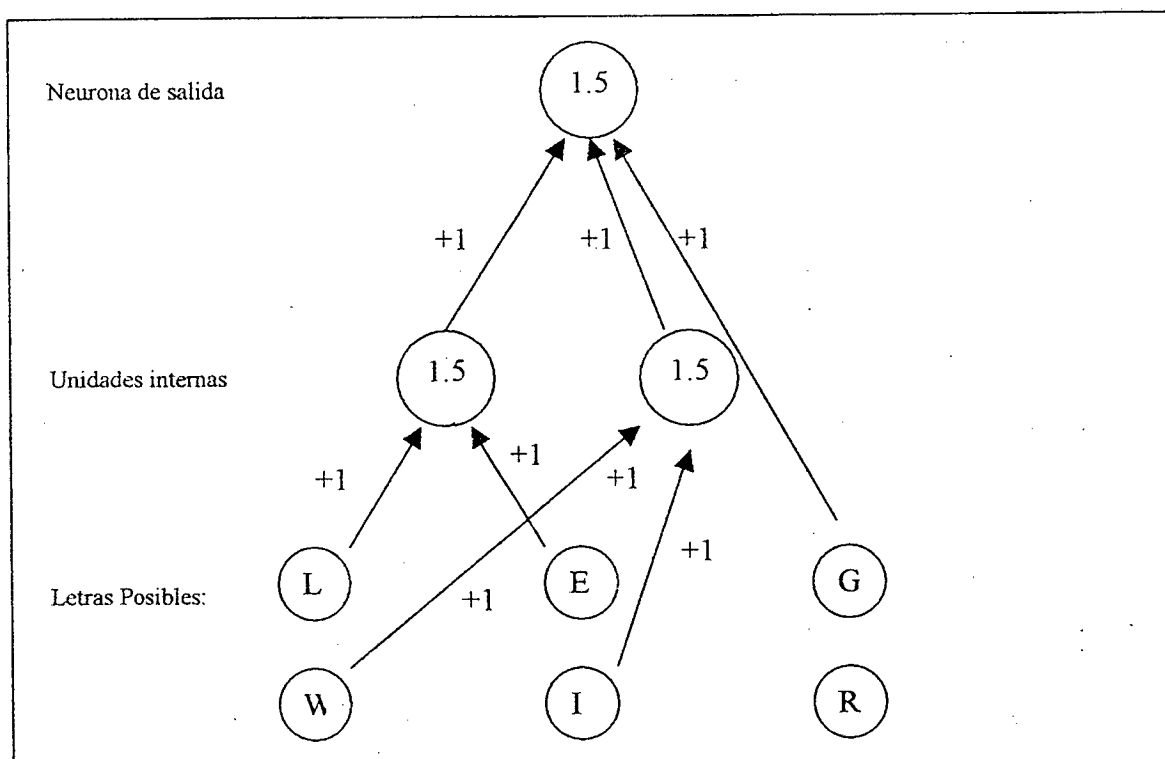 Neurona de salida
1.5
+1 +1 +1
Unidades internas
1.5 1.5
+1 +1 +1
+1 +1
Letras Posibles:
L E G
W I R